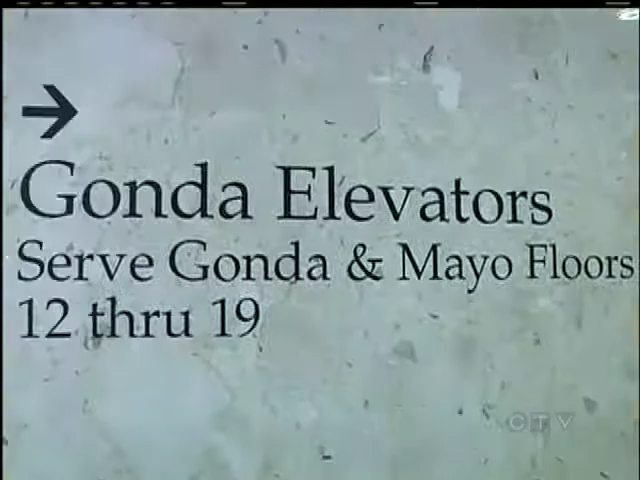 →
Gonda Elevators
Serve Gonda & Mayo Floors
12 thru 19
CTV